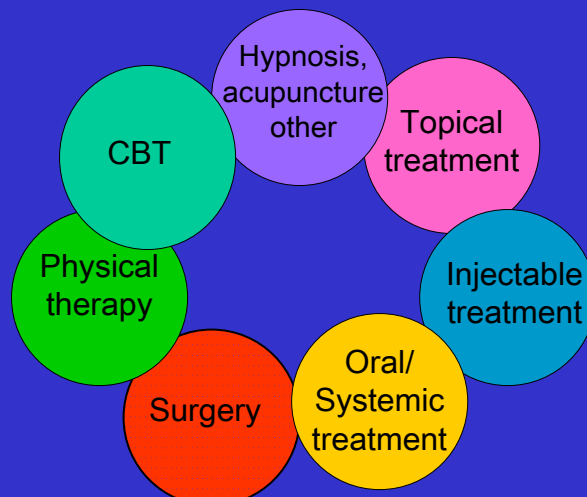 Hypnosis,
acupuncture
other
Topical
treatment
Injectable
treatment
Oral/
Systemic
treatment
Surgery
Physical
therapy
CBT